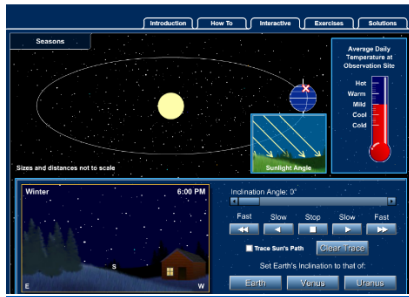 Introduction How To Interactive Exercises Solutions
Seasons
Average Daily
Temperature at
Observation Site
Hot
Warm
Mild
Cool
Cold
Sizes and distances not to scale
Sunlight Angle
Winter 6:00 PM
S
E W
Inclination Angle: 0°
Fast Slow Stop Slow Fast
Trace Sun's Path Clear Trace
Set Earth's Inclination to that of:
Earth Venus Uranus